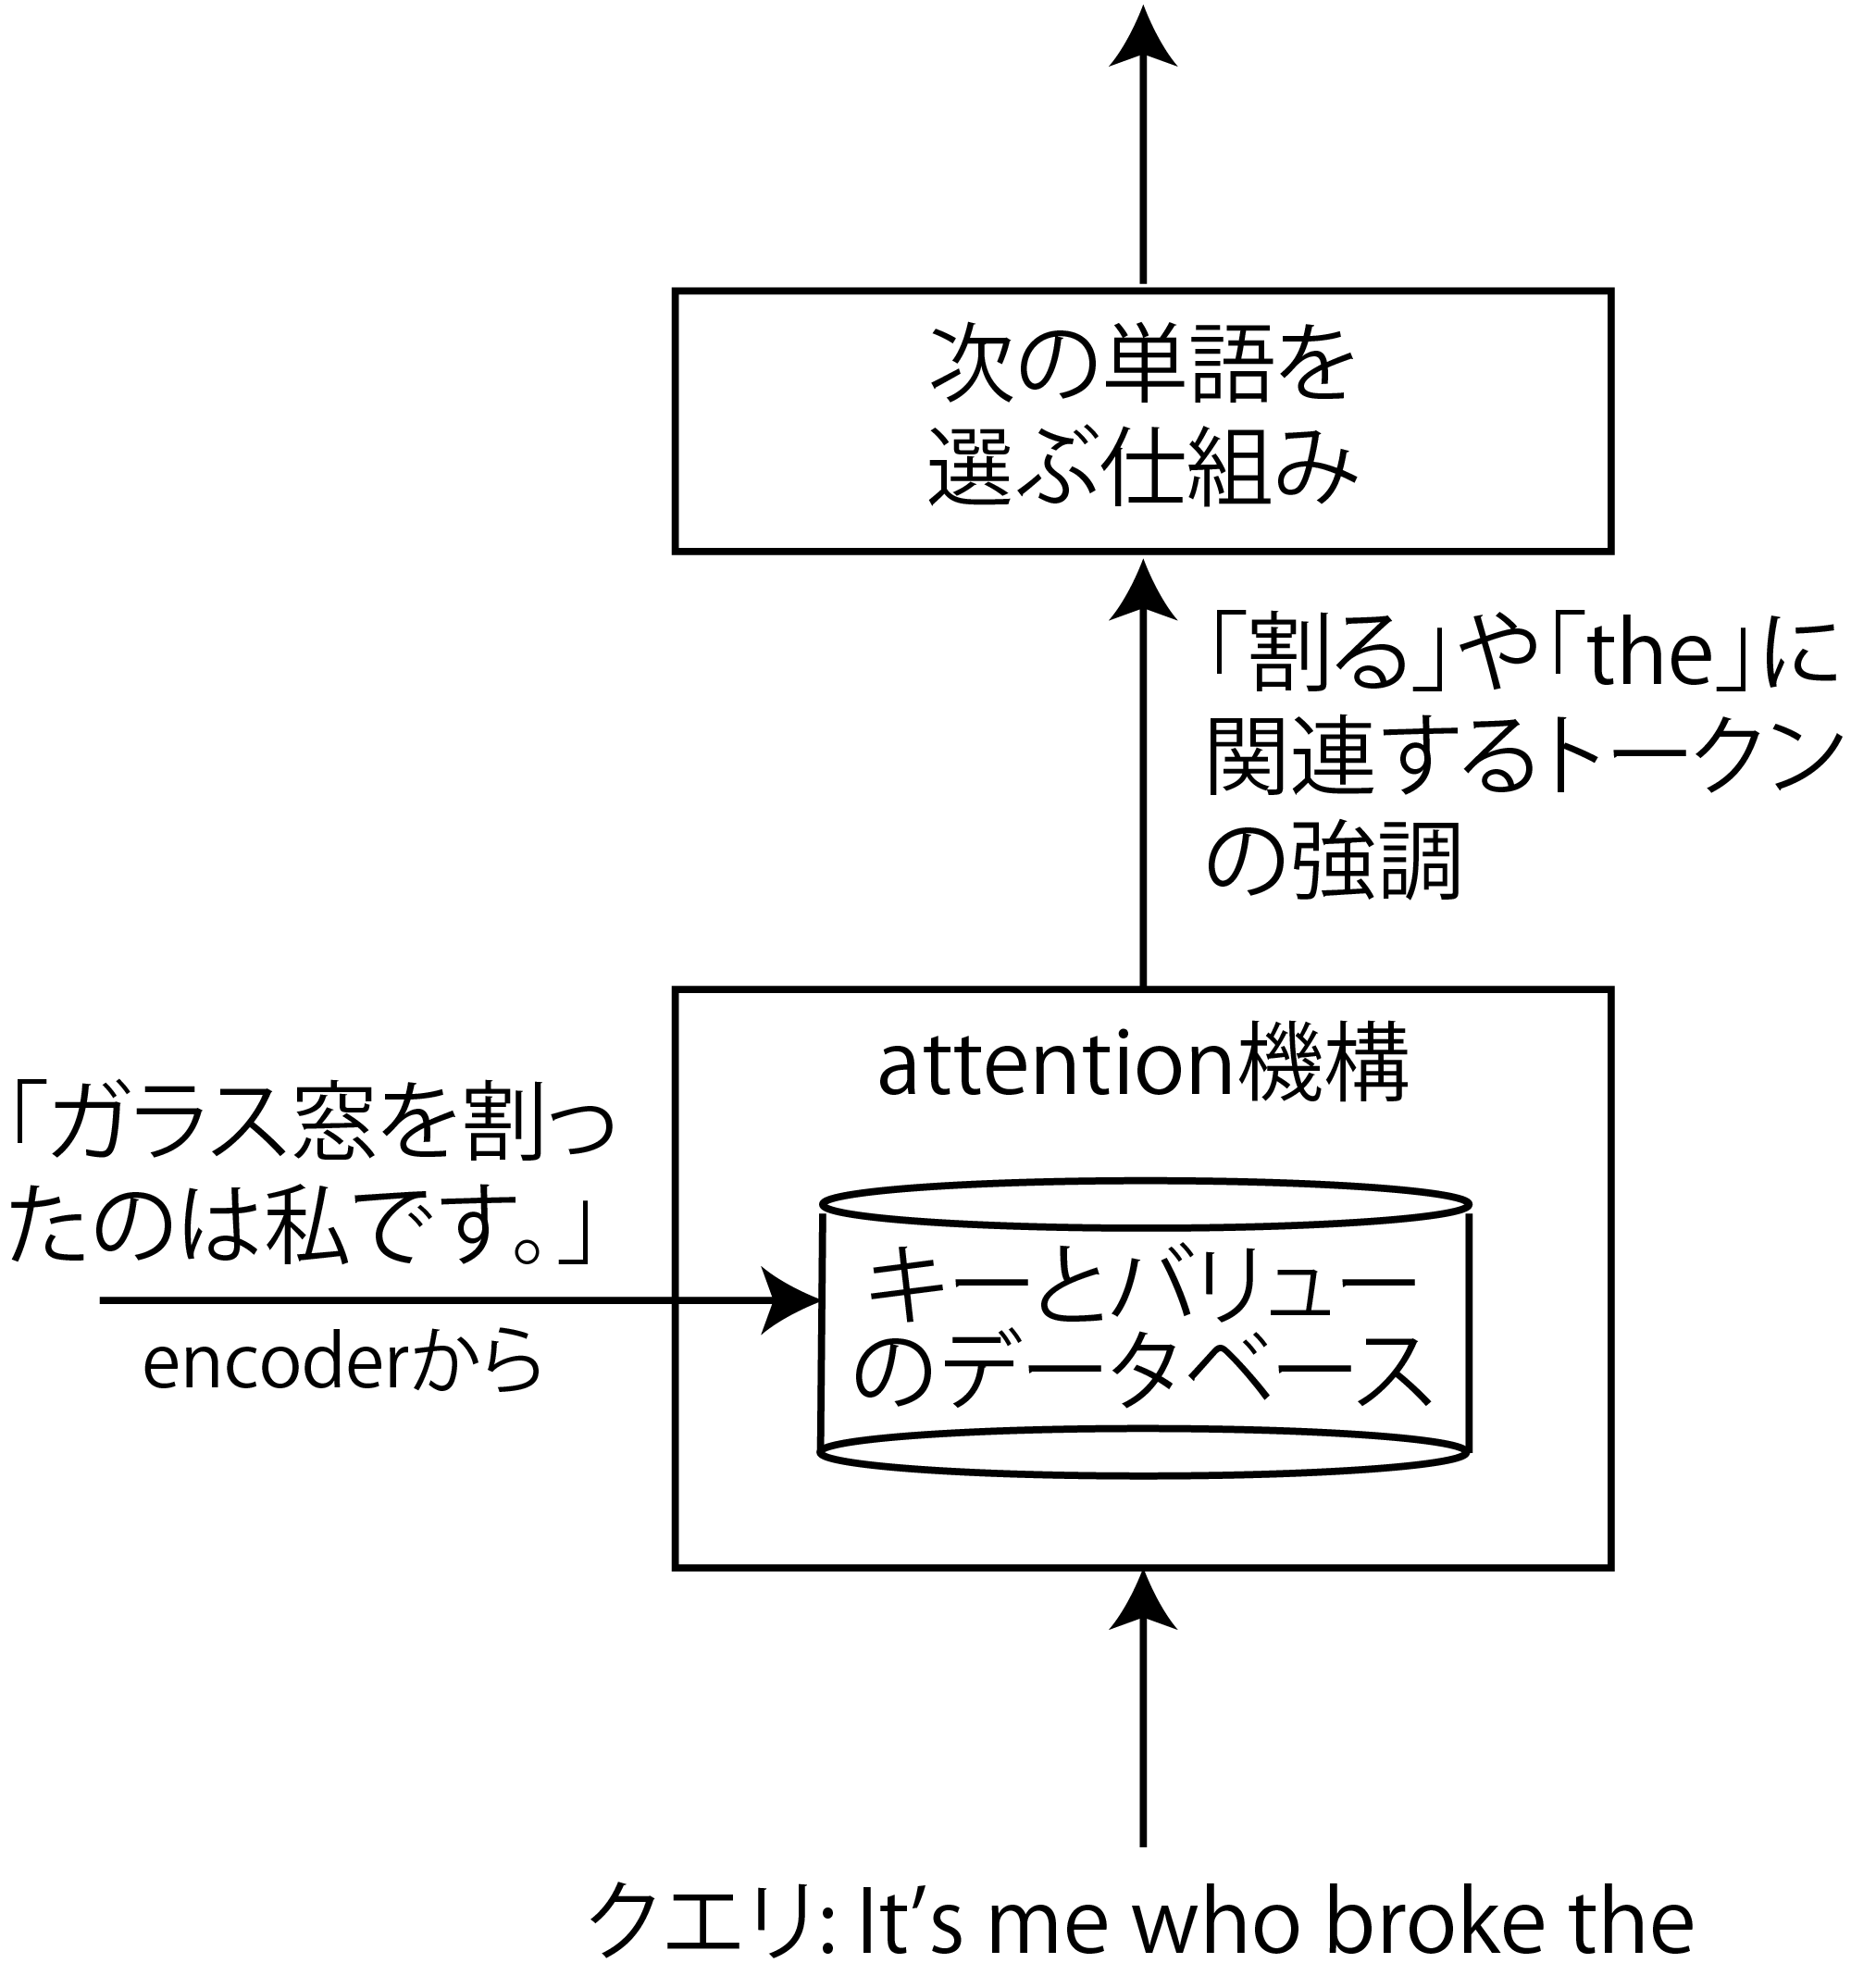 次の単語を
選ぶ仕組み
「割る」や「the」に
関連するトークン
の強調
attention機構
「ガラス窓を割っ
たのは私です。」
encoderから
キーとバリュー
のデータベース
クエリ: It’s me who broke the